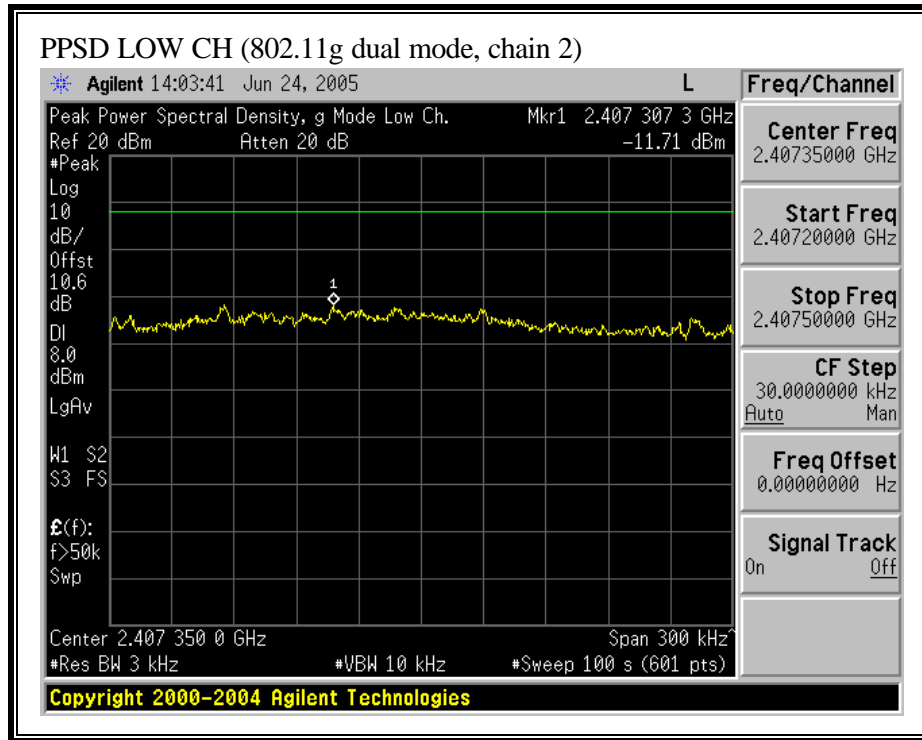 PPSD LOW CH (802.11g dual mode, chain 2)
Agilent 14:03:41 Jun 24, 2005 L
Freq/Channel
Peak Power Spectral Density, g Mode Low Ch. Mkr1 2.407 307 3 GHz
Ref 20 dBm Atten 20 dB -11.71 dBm
#Peak
Log
10
dB/
Offst
10.6
dB
DI
8.0
dBm
LgAv
W1 S2
S3 FS
£(f):
f>50k
Swp
1
Center 2.407 350 0 GHz Span 300 kHz^
#Res BW 3 kHz #VBW 10 kHz #Sweep 100 s (601 pts)
Center Freq
2.40735000 GHz
Start Freq
2.40720000 GHz
Stop Freq
2.40750000 GHz
CF Step
30.0000000 kHz
Auto Man
Freq Offset
0.00000000 Hz
Signal Track
On Off
Copyright 2000-2004 Agilent Technologies